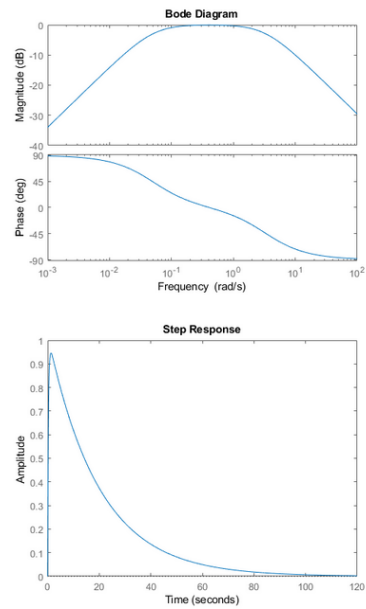 Bode Diagram
Magnitude (dB)
0
-10
-20
-30
-40
Phase (deg)
90
45
0
-45
-90
10^-3 10^-2 10^-1 10^0 10^1 10^2
Frequency (rad/s)
Step Response
Amplitude
1
0.9
0.8
0.7
0.6
0.5
0.4
0.3
0.2
0.1
0
0 20 40 60 80 100 120
Time (seconds)